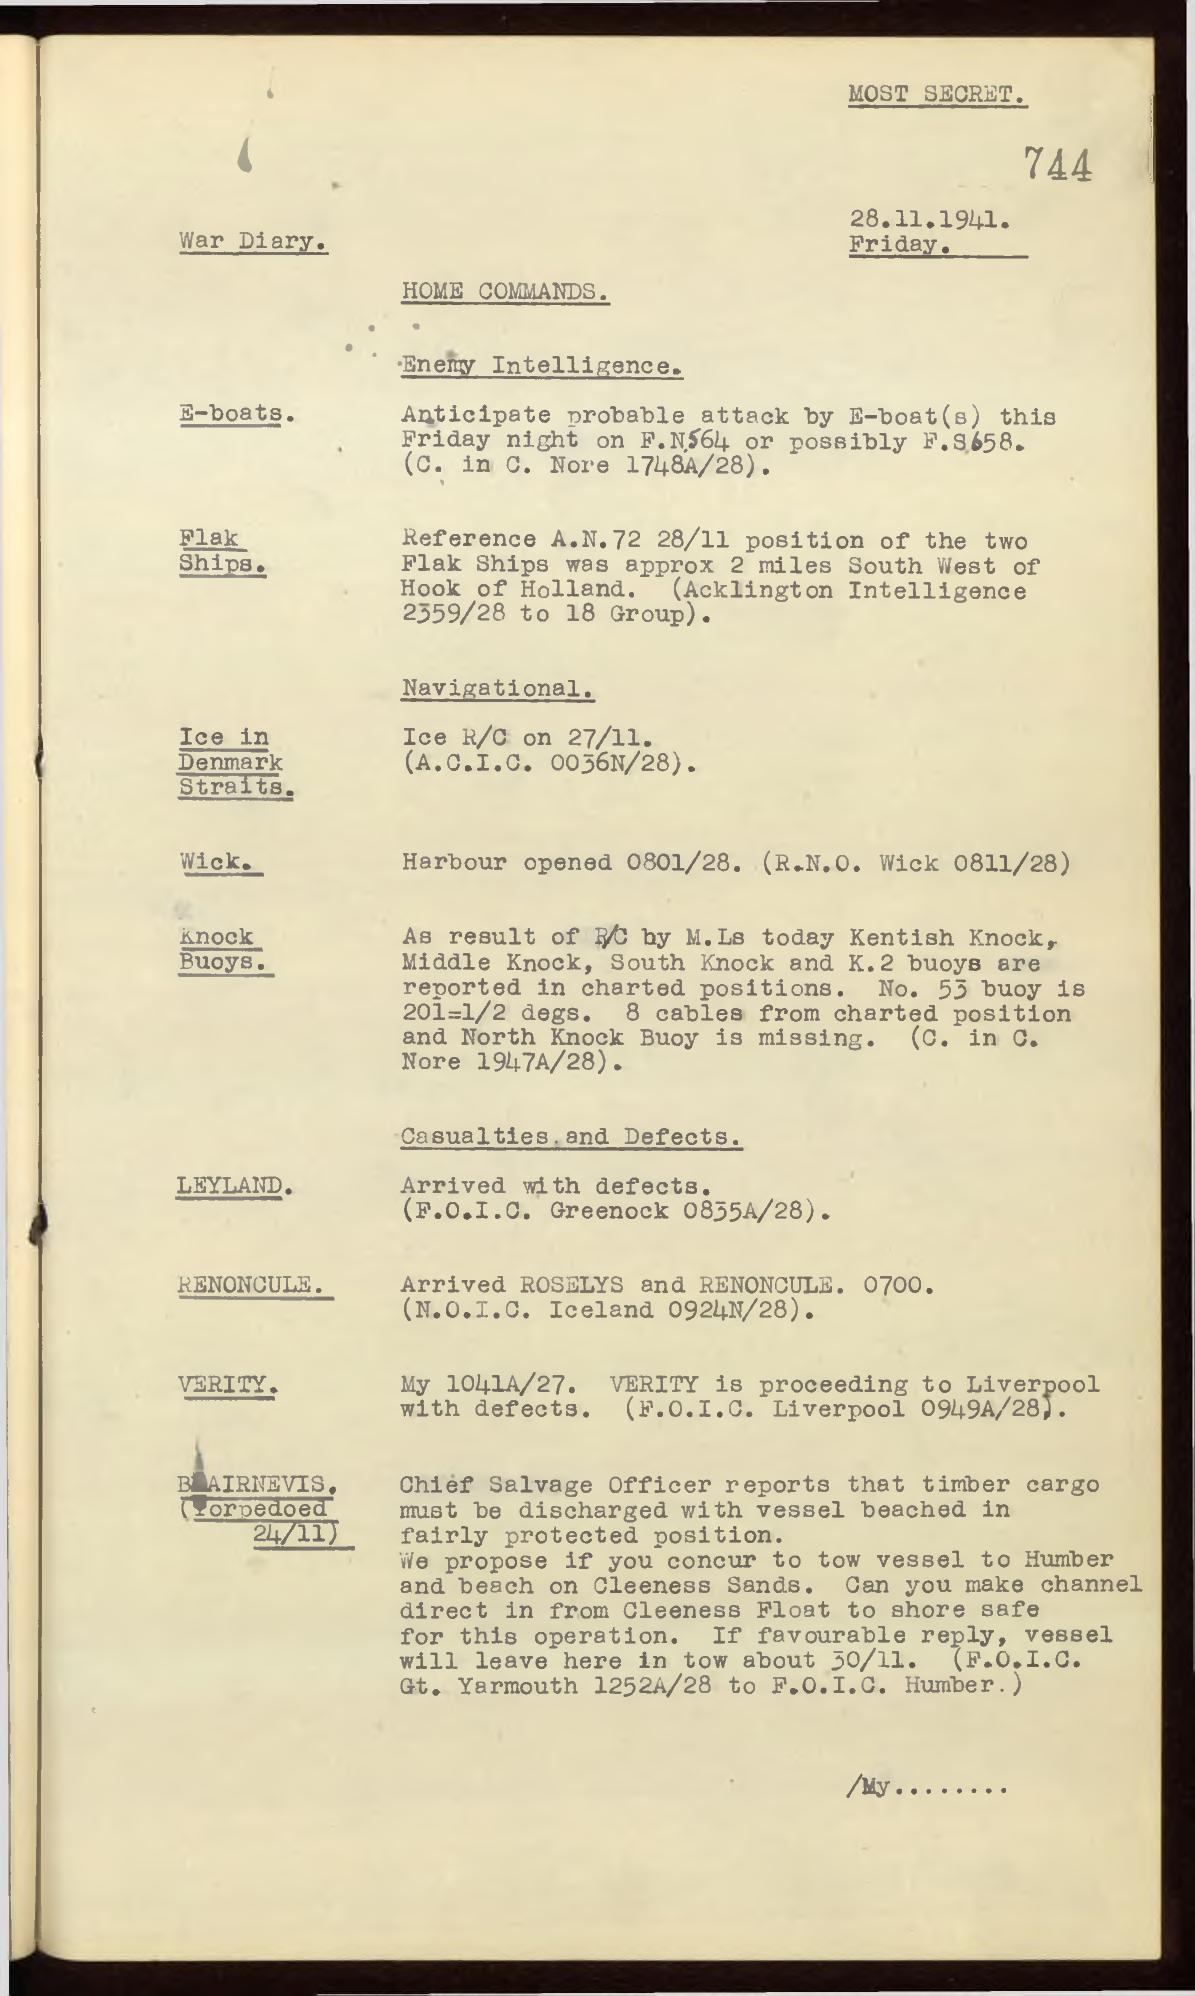 MOST SECRET.
744
28.11.1941.
War Diary.
Friday.
HOME COMMANDS.
Enemy Intelligence.
E-boats. Anticipate probable attack by E-boat(s) this
Friday night on F.N.564 or possibly F.S.658.
(C. in C. Nore 1748A/28).
Flak Reference A.N.72 28/11 position of the two
Ships. Flak Ships was approx 2 miles South West of
Hook of Holland. (Acklington Intelligence
2359/28 to 18 Group).
Navigational.
Ice in Ice R/C on 27/11.
Denmark (A.C.I.C. 0036N/28).
Straits.
Wick. Harbour opened 0801/28. (R.N.O. Wick 0811/28)
Knock As result of R/C by M.Ls today Kentish Knock,
Buoys. Middle Knock, South Knock and K.2 buoys are
reported in charted positions. No. 53 buoy is
201=1/2 degs. 8 cables from charted position
and North Knock Buoy is missing. (C. in C.
Nore 1947A/28).
Casualties and Defects.
LEYLAND. Arrived with defects.
(F.O.I.C. Greenock 0835A/28).
RENONCULE. Arrived ROSELYS and RENONCULE. 0700.
(N.O.I.C. Iceland 0924N/28).
VERITY. My 1041A/27. VERITY is proceeding to Liverpool
with defects. (F.O.I.C. Liverpool 0949A/28).
BLAIRNEVIS. Chief Salvage Officer reports that timber cargo
(Torpedoed must be discharged with vessel beached in
24/11) fairly protected position.
We propose if you concur to tow vessel to Humber
and beach on Cleeness Sands. Can you make channel
direct in from Cleeness Float to shore safe
for this operation. If favourable reply, vessel
will leave here in tow about 30/11. (F.O.I.C.
Gt. Yarmouth 1252A/28 to F.O.I.C. Humber.)
/My........